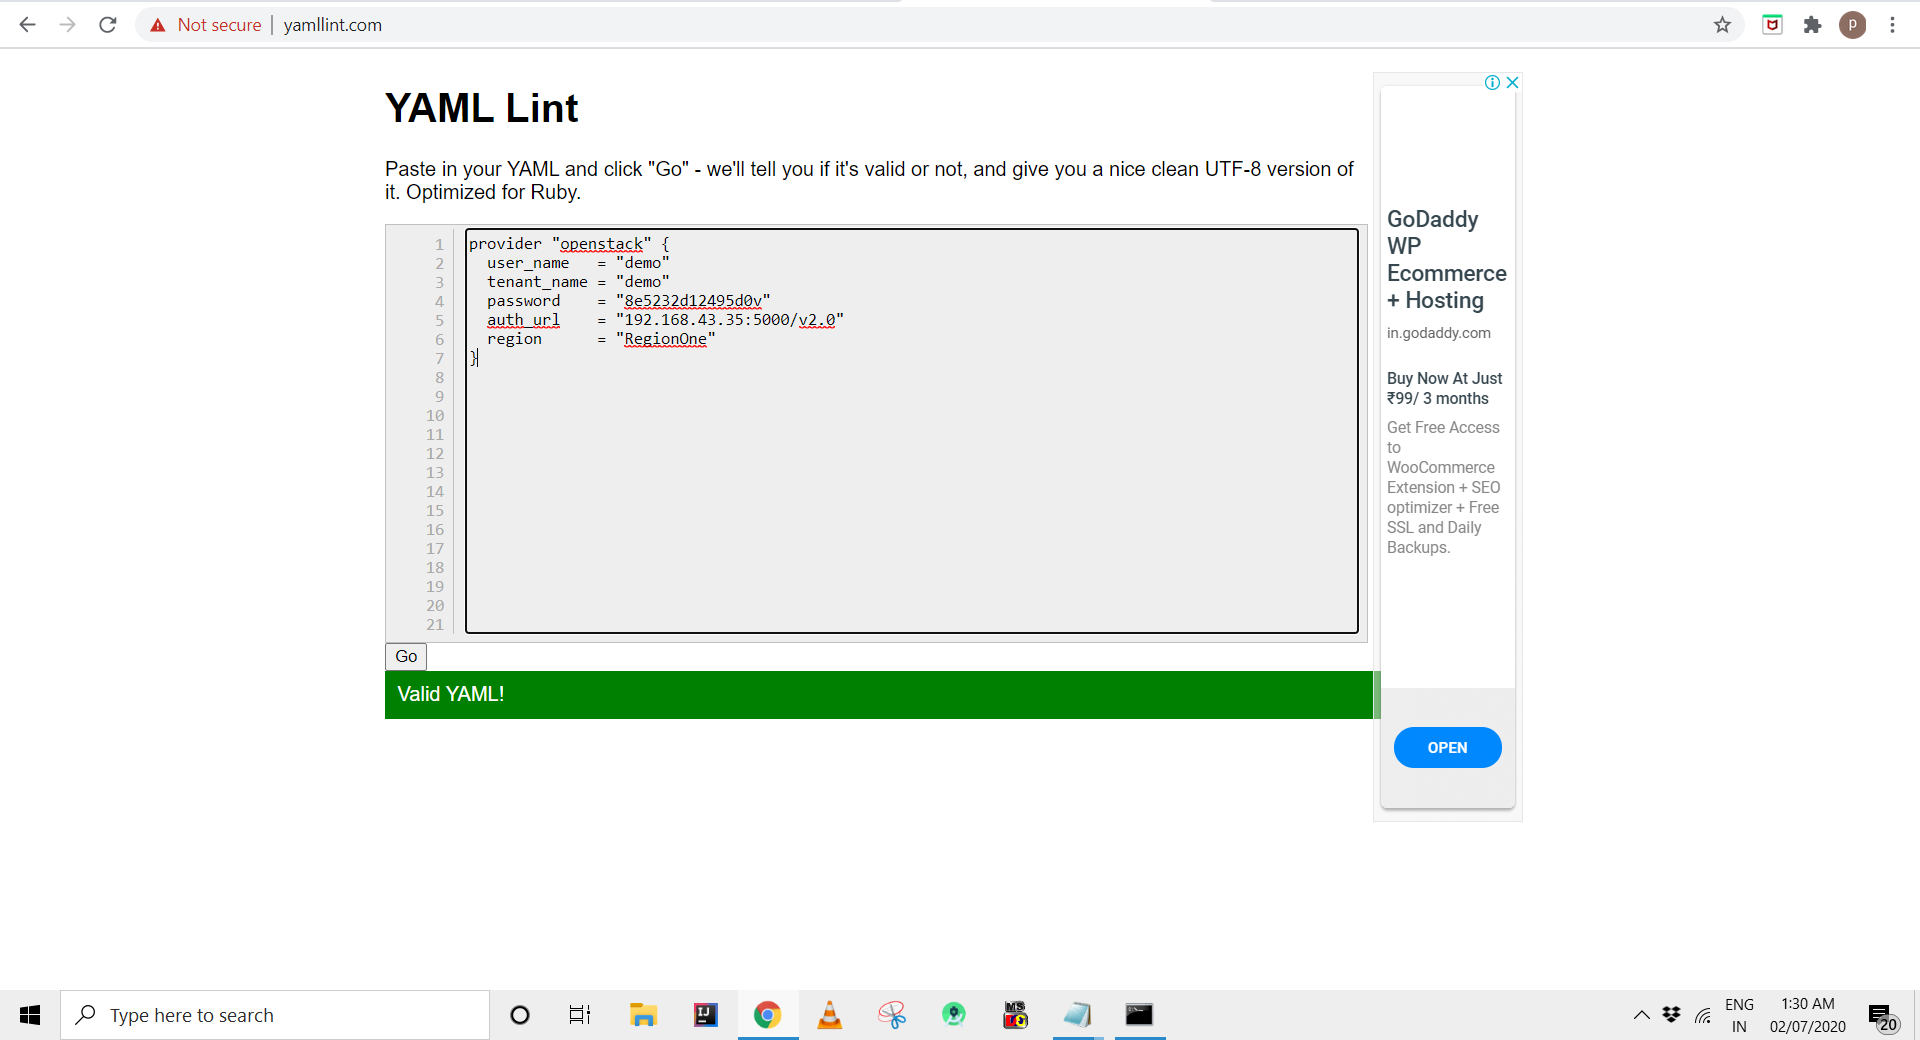 Not secure | yamllint.com
p
YAML Lint
Paste in your YAML and click "Go" - we'll tell you if it's valid or not, and give you a nice clean UTF-8 version of
it. Optimized for Ruby.
1 provider "openstack" {
2   user_name   = "demo"
3   tenant_name = "demo"
4   password    = "8e5232d12495d0v"
5   auth_url    = "192.168.43.35:5000/v2.0"
6   region      = "RegionOne"
7 }
8
9
10
11
12
13
14
15
16
17
18
19
20
21
Go
Valid YAML!
GoDaddy
WP
Ecommerce
+ Hosting
in.godaddy.com
Buy Now At Just
₹99/ 3 months
Get Free Access
to
WooCommerce
Extension + SEO
optimizer + Free
SSL and Daily
Backups.
OPEN
Type here to search
IJ
MS
ENG
IN
1:30 AM
02/07/2020
20